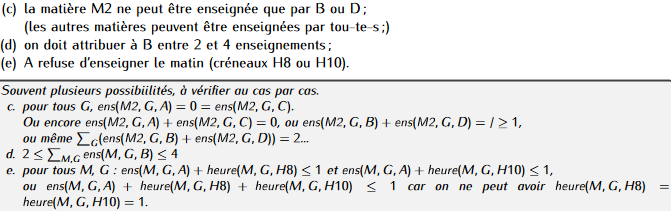 (c) la matière M2 ne peut être enseignée que par B ou D ;
(les autres matières peuvent être enseignées par tou-te-s ;)
(d) on doit attribuer à B entre 2 et 4 enseignements ;
(e) A refuse d'enseigner le matin (créneaux H8 ou H10).
Souvent plusieurs possibiilités, à vérifier au cas par cas.
c. pour tous G, ens(M2, G, A) = 0 = ens(M2, G, C).
Ou encore ens(M2, G, A) + ens(M2, G, C) = 0, ou ens(M2, G, B) + ens(M2, G, D) = / ≥ 1,
ou même ∑G(ens(M2, G, B) + ens(M2, G, D)) = 2...
d. 2 ≤ ∑M,G ens(M, G, B) ≤ 4
e. pour tous M, G : ens(M, G, A) + heure(M, G, H8) ≤ 1 et ens(M, G, A) + heure(M, G, H10) ≤ 1,
ou ens(M, G, A) + heure(M, G, H8) + heure(M, G, H10) ≤ 1 car on ne peut avoir heure(M, G, H8) =
heure(M, G, H10) = 1.